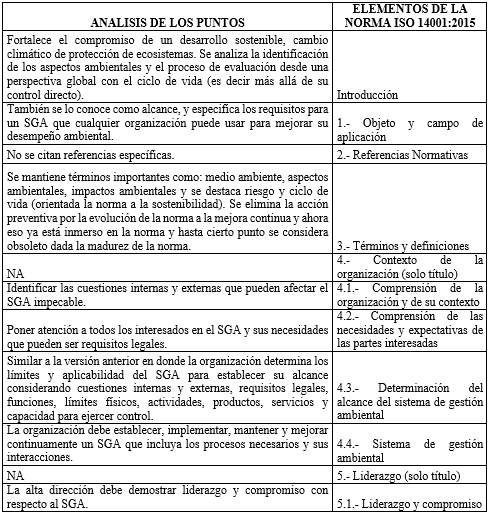 ANALISIS DE LOS PUNTOS
ELEMENTOS DE LA
NORMA ISO 14001:2015
Fortalece el compromiso de un desarrollo sostenible, cambio
climático de protección de ecosistemas. Se analiza la identificación
de los aspectos ambientales y el proceso de evaluación desde una
perspectiva global con el ciclo de vida (es decir más allá de su
control directo).
Introducción
También se lo conoce como alcance, y especifica los requisitos para
un SGA que cualquier organización puede usar para mejorar su
desempeño ambiental.
1.- Objeto y campo de
aplicación
No se citan referencias específicas.
2.- Referencias Normativas
Se mantiene términos importantes como: medio ambiente, aspectos
ambientales, impactos ambientales y se destaca riesgo y ciclo de
vida (orientada la norma a la sostenibilidad). Se elimina la acción
preventiva por la evolución de la norma a la mejora continua y ahora
eso ya está inmerso en la norma y hasta cierto punto se considera
obsoleto dada la madurez de la norma.
3.- Términos y definiciones
NA
4.- Contexto de la
organización (solo título)
Identificar las cuestiones internas y externas que pueden afectar el
SGA impecable.
4.1.- Comprensión de la
organización y de su contexto
Poner atención a todos los interesados en el SGA y sus necesidades
que pueden ser requisitos legales.
4.2.- Comprensión de las
necesidades y expectativas de
las partes interesadas
Similar a la versión anterior en donde la organización determina los
límites y aplicabilidad del SGA para establecer su alcance
considerando cuestiones internas y externas, requisitos legales,
funciones, límites físicos, actividades, productos, servicios y
capacidad para ejercer control.
4.3.- Determinación del
alcance del sistema de gestión
ambiental
La organización debe establecer, implementar, mantener y mejorar
continuamente un SGA que incluya los procesos necesarios y sus
interacciones.
4.4.- Sistema de gestión
ambiental
NA
5.- Liderazgo (solo título)
La alta dirección debe demostrar liderazgo y compromiso con
respecto al SGA.
5.1.- Liderazgo y compromiso